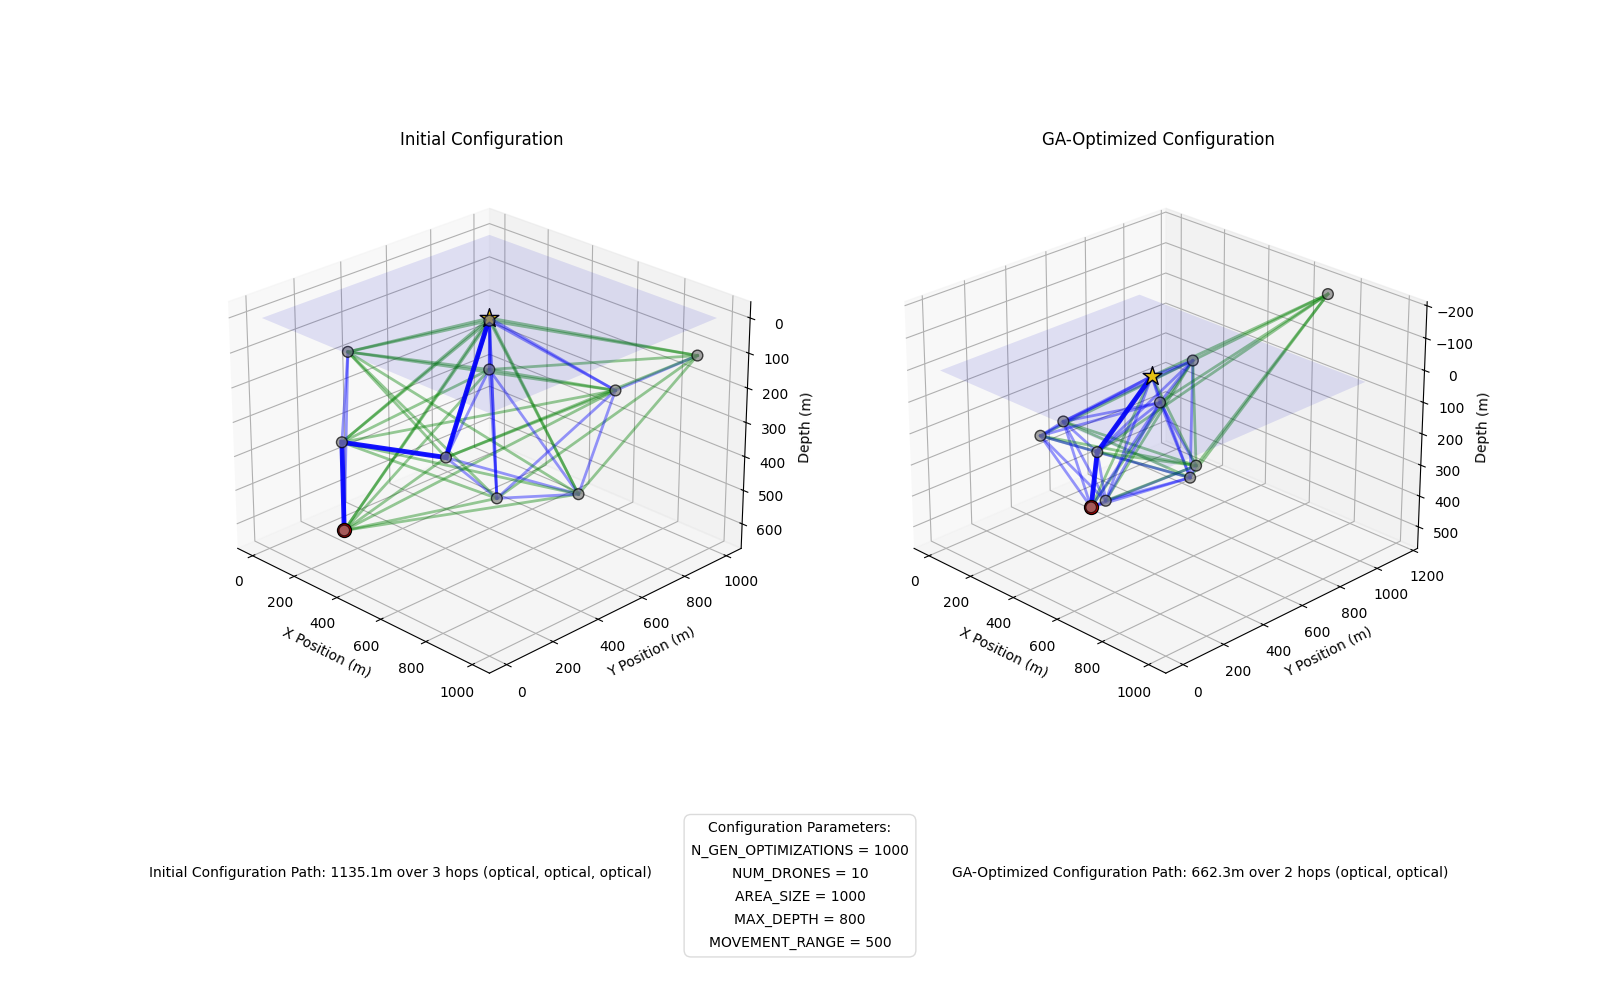 Initial Configuration
GA-Optimized Configuration
0
100
200
300
400
500
600
Depth (m)
0
200
400
600
800
1000
X Position (m)
0
200
400
600
800
1000
Y Position (m)
−200
−100
0
100
200
300
400
500
Depth (m)
0
200
400
600
800
1000
X Position (m)
0
200
400
600
800
1000
1200
Y Position (m)
Initial Configuration Path: 1135.1m over 3 hops (optical, optical, optical)
Configuration Parameters:
N_GEN_OPTIMIZATIONS = 1000
NUM_DRONES = 10
AREA_SIZE = 1000
MAX_DEPTH = 800
MOVEMENT_RANGE = 500
GA-Optimized Configuration Path: 662.3m over 2 hops (optical, optical)